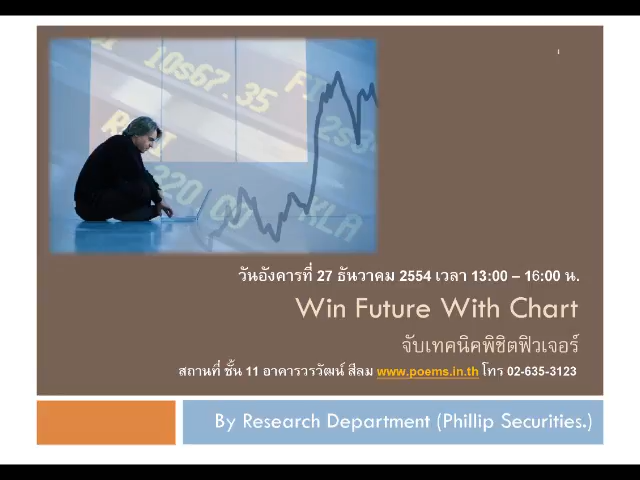 1
10s67.35
วันอังคารที่ 27 ธันวาคม 2554 เวลา 13:00 – 16:00 น.
Win Future With Chart
จับเทคนิคพิชิตฟิวเจอร์
สถานที่ ชั้น 11 อาคารวรวัฒน์ สีลม www.poems.in.th โทร 02-635-3123
By Research Department (Phillip Securities.)